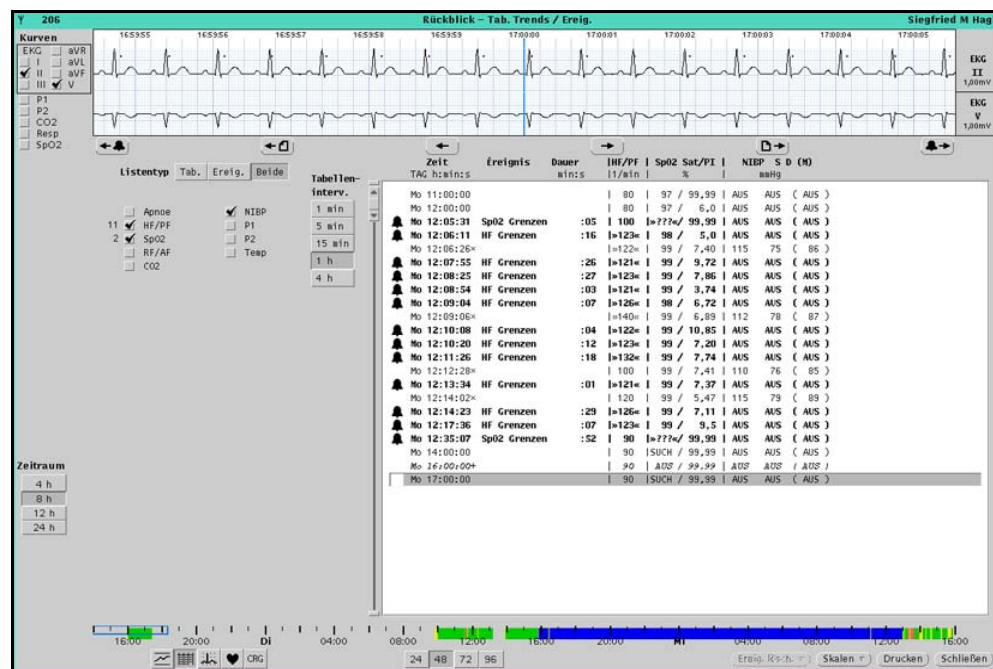 206 Rückblick – Tab. Trends / Ereig. Siegfried M Hag
Kurven
16:59:55 16:59:56 16:59:57 16:59:58 16:59:59 17:00:00 17:00:01 17:00:02 17:00:03 17:00:04 17:00:05
EKG aVR
I aVL
II aVF
III V
P1
P2
CO2
Resp
SpO2
EKG
II
1,00mV
EKG
V
1,00mV
Listentyp Tab. Ereig. Beide
Apnoe NIBP
11 HF/PF P1
2 SpO2 P2
RF/AF Temp
CO2
Tabellen-
interv.
1 min
5 min
15 min
1 h
4 h
Zeit Ereignis Dauer |HF/PF | SpO2 Sat/PI | NIBP S D (M)
TAG h:min:s min:s |1/min | % | mmHg
Mo 11:00:00 | 80 | 97 / 99,99 | AUS AUS ( AUS )
Mo 12:00:00 | 80 | 97 / 6,0 | AUS AUS ( AUS )
Mo 12:05:31 SpO2 Grenzen :05 | 100 |»???«/ 99,99 | AUS AUS ( AUS )
Mo 12:06:11 HF Grenzen :16 |»123« | 98 / 5,0 | AUS AUS ( AUS )
Mo 12:06:26× |=122« | 99 / 7,40 | 115 75 ( 86 )
Mo 12:07:55 HF Grenzen :26 |»121« | 99 / 9,72 | AUS AUS ( AUS )
Mo 12:08:25 HF Grenzen :27 |»123« | 99 / 7,86 | AUS AUS ( AUS )
Mo 12:08:54 HF Grenzen :03 |»121« | 99 / 3,74 | AUS AUS ( AUS )
Mo 12:09:04 HF Grenzen :07 |»126« | 98 / 6,72 | AUS AUS ( AUS )
Mo 12:09:06× |=140« | 99 / 6,89 | 112 78 ( 87 )
Mo 12:10:08 HF Grenzen :04 |»122« | 99 / 10,85 | AUS AUS ( AUS )
Mo 12:10:20 HF Grenzen :12 |»123« | 99 / 7,20 | AUS AUS ( AUS )
Mo 12:11:26 HF Grenzen :18 |»132« | 99 / 7,74 | AUS AUS ( AUS )
Mo 12:12:28× | 100 | 99 / 7,41 | 110 76 ( 85 )
Mo 12:13:34 HF Grenzen :01 |»121« | 99 / 7,37 | AUS AUS ( AUS )
Mo 12:14:02× | 120 | 99 / 5,47 | 115 79 ( 89 )
Mo 12:14:23 HF Grenzen :29 |»126« | 99 / 7,11 | AUS AUS ( AUS )
Mo 12:17:36 HF Grenzen :07 |»123« | 99 / 9,5 | AUS AUS ( AUS )
Mo 12:35:07 SpO2 Grenzen :52 | 90 |»???«/ 99,99 | AUS AUS ( AUS )
Mo 14:00:00 | 90 |SUCH / 99,99 | AUS AUS ( AUS )
Mo 16:00:00+ | 90 | AUS / 99,99 | AUS AUS ( AUS )
Mo 17:00:00 | 90 |SUCH / 99,99 | AUS AUS ( AUS )
Zeitraum
4 h
8 h
12 h
24 h
16:00 20:00 Di 04:00 08:00 12:00 16:00 Mi 04:00 08:00 12:00 16:00
CRG 24 48 72 96 Skalen Drucken Schließen